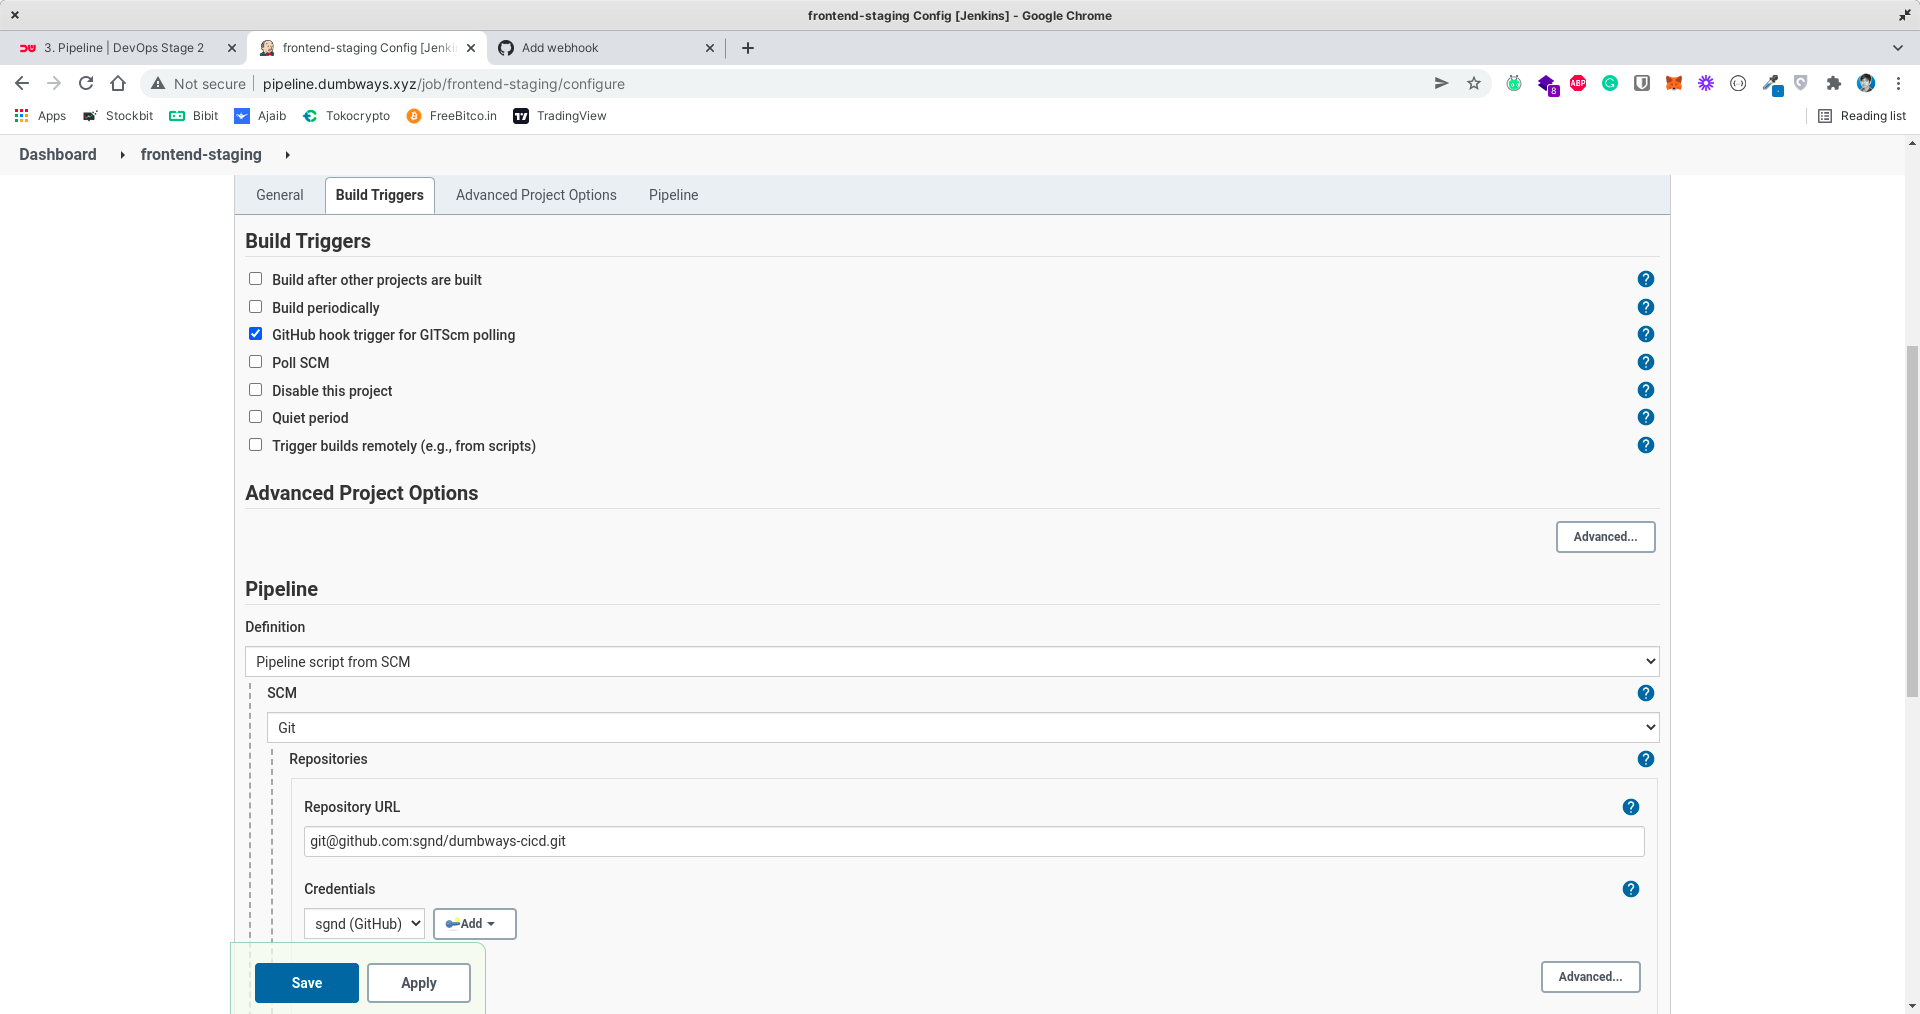 frontend-staging Config [Jenkins] - Google Chrome
3. Pipeline | DevOps Stage 2
frontend-staging Config [Jenki
Add webhook
Not secure
pipeline.dumbways.xyz/job/frontend-staging/configure
ABP
8
Apps
Stockbit
Bibit
Ajaib
Tokocrypto
FreeBitco.in
TradingView
Reading list
Dashboard
frontend-staging
General
Build Triggers
Advanced Project Options
Pipeline
Build Triggers
Build after other projects are built
Build periodically
GitHub hook trigger for GITScm polling
Poll SCM
Disable this project
Quiet period
Trigger builds remotely (e.g., from scripts)
Advanced Project Options
Advanced...
Pipeline
Definition
Pipeline script from SCM
SCM
Git
Repositories
Repository URL
git@github.com:sgnd/dumbways-cicd.git
Credentials
sgnd (GitHub)
Add
Save
Apply
Advanced...